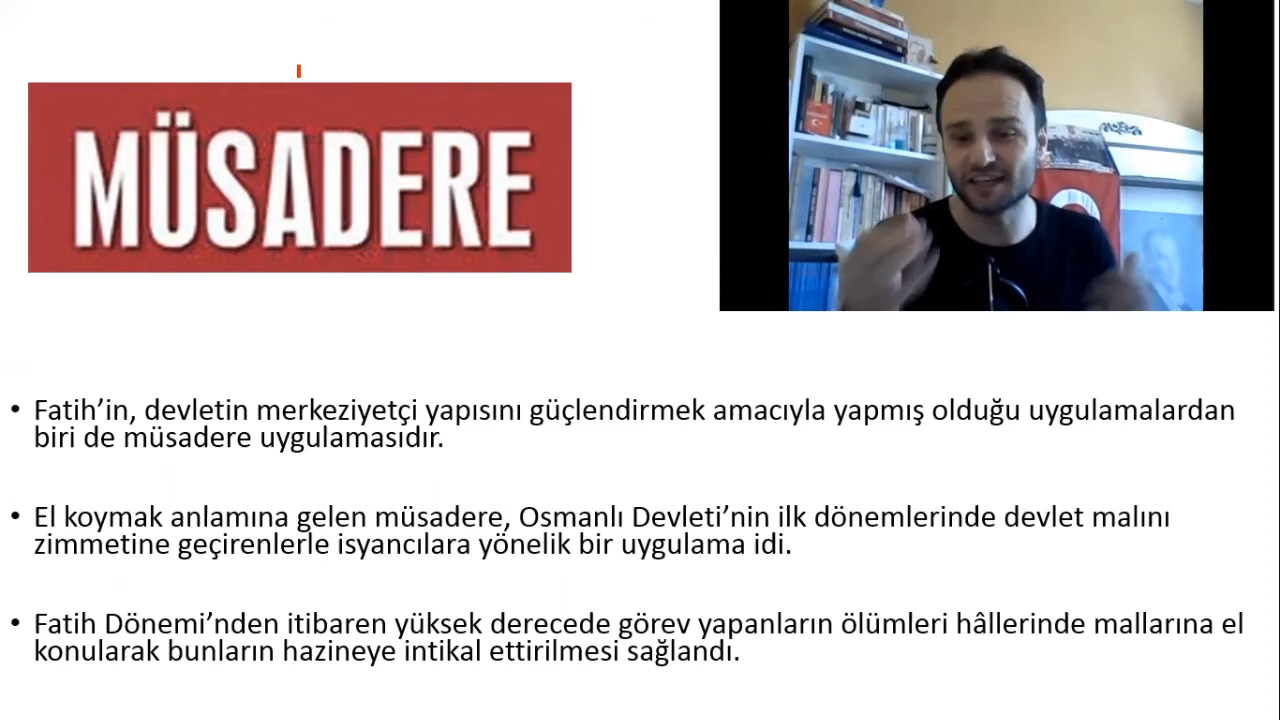 MÜSADERE
• Fatih’in, devletin merkeziyetçi yapısını güçlendirmek amacıyla yapmış olduğu uygulamalardan
biri de müsadere uygulamasıdır.
• El koymak anlamına gelen müsadere, Osmanlı Devleti’nin ilk dönemlerinde devlet malını
zimmetine geçirenlerle isyancılara yönelik bir uygulama idi.
• Fatih Dönemi’nden itibaren yüksek derecede görev yapanların ölümleri hâllerinde mallarına el
konularak bunların hazineye intikal ettirilmesi sağlandı.